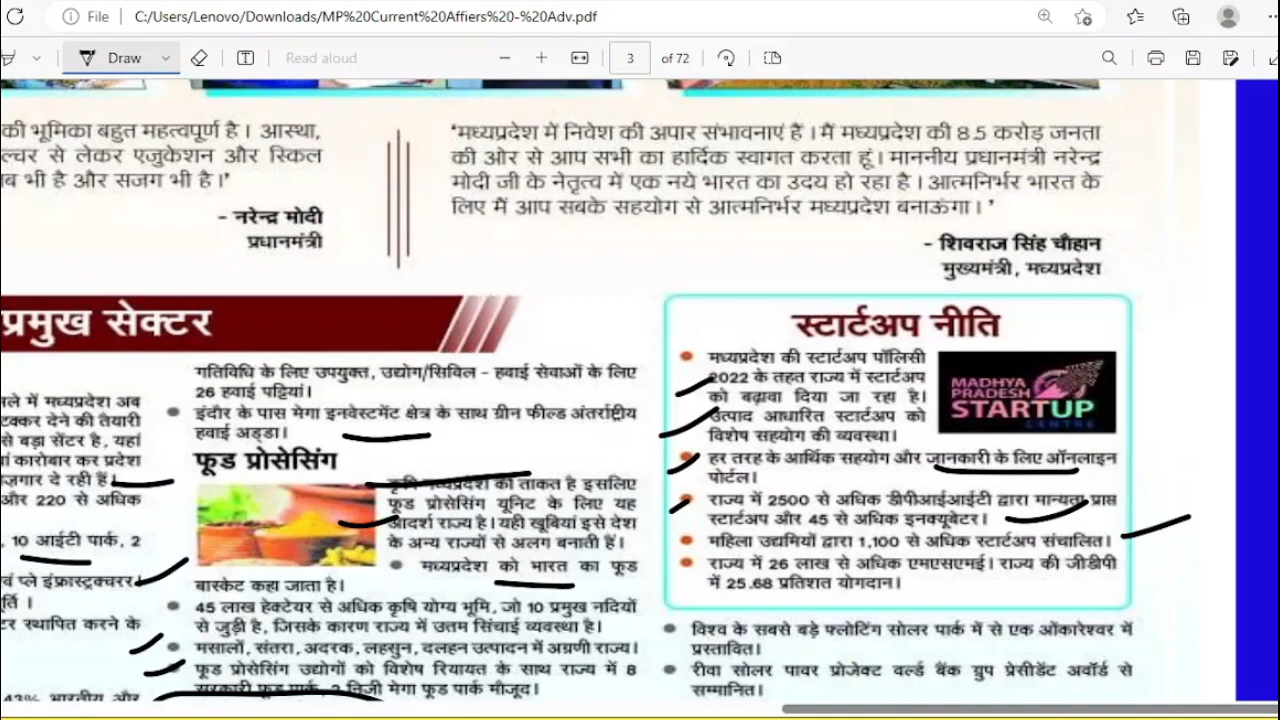 File
C:/Users/Lenovo/Downloads/MP%20Current%20Affiers%20-%20Adv.pdf
Draw
Read aloud
3
of 72
की भूमिका बहुत महत्वपूर्ण है । आस्था,
ल्चर से लेकर एजुकेशन और स्किल
ब भी है और सजग भी है ।'
- नरेन्द्र मोदी
प्रधानमंत्री
'मध्यप्रदेश में निवेश की अपार संभावनाएं है । मैं मध्यप्रदेश की 8.5 करोड़ जनता
की ओर से आप सभी का हार्दिक स्वागत करता हूं । माननीय प्रधानमंत्री नरेन्द्र
मोदी जी के नेतृत्व में एक नये भारत का उदय हो रहा है । आत्मनिर्भर भारत के
लिए मैं आप सबके सहयोग से आत्मनिर्भर मध्यप्रदेश बनाऊंगा । '
- शिवराज सिंह चौहान
मुख्यमंत्री, मध्यप्रदेश
प्रमुख सेक्टर
ले में मध्यप्रदेश अब
टक्कर देने की तैयारी
से बड़ा सेंटर है, यहां
ां कारोबार कर प्रदेश
ज़गार दे रही हैं।
और 220 से अधिक
, 10 आईटी पार्क, 2
वं प्ले इंफ्रास्ट्रक्चर।
र्ति ।
टर स्थापित करने के
43% भारतीय और
गतिविधि के लिए उपयुक्त, उद्योग/सिविल - हवाई सेवाओं के लिए
26 हवाई पट्टियां।
इंदौर के पास मेगा इनवेस्टमेंट क्षेत्र के साथ ग्रीन फील्ड अंतर्राष्ट्रीय
हवाई अड्डा।
फूड प्रोसेसिंग
कृषि मध्यप्रदेश की ताकत है इसलिए
फूड प्रोसेसिंग यूनिट के लिए यह
आदर्श राज्य है। यही खूबियां इसे देश
के अन्य राज्यों से अलग बनाती हैं।
मध्यप्रदेश को भारत का फूड
बास्केट कहा जाता है।
45 लाख हेक्टेयर से अधिक कृषि योग्य भूमि, जो 10 प्रमुख नदियों
से जुड़ी है, जिसके कारण राज्य में उतम सिंचाई व्यवस्था है।
मसालों, संतरा, अदरक, लहसुन, दलहन उत्पादन में अग्रणी राज्य।
फूड प्रोसेसिंग उद्योगों को विशेष रियायत के साथ राज्य में 8
सरकारी फूड पार्क, 2 निजी मेगा फूड पार्क मौजूद।
स्टार्टअप नीति
मध्यप्रदेश की स्टार्टअप पॉलिसी
2022 के तहत राज्य में स्टार्टअप
को बढ़ावा दिया जा रहा है।
उत्पाद आधारित स्टार्टअप को
विशेष सहयोग की व्यवस्था।
MADHYA
PRADESH
STARTUP
CENTRE
हर तरह के आर्थिक सहयोग और जानकारी के लिए ऑनलाइन
पोर्टल।
राज्य में 2500 से अधिक डीपीआईआईटी द्वारा मान्यता प्राप्त
स्टार्टअप और 45 से अधिक इनक्यूबेटर।
महिला उद्यमियों द्वारा 1,100 से अधिक स्टार्टअप संचालित।
राज्य में 26 लाख से अधिक एमएसएमई। राज्य की जीडीपी
में 25.68 प्रतिशत योगदान।
विश्व के सबसे बड़े फ्लोटिंग सोलर पार्क में से एक ओंकारेश्वर में
प्रस्तावित।
रीवा सोलर पावर प्रोजेक्ट वर्ल्ड बैंक ग्रुप प्रेसीडेंट अवॉर्ड से
सम्मानित।